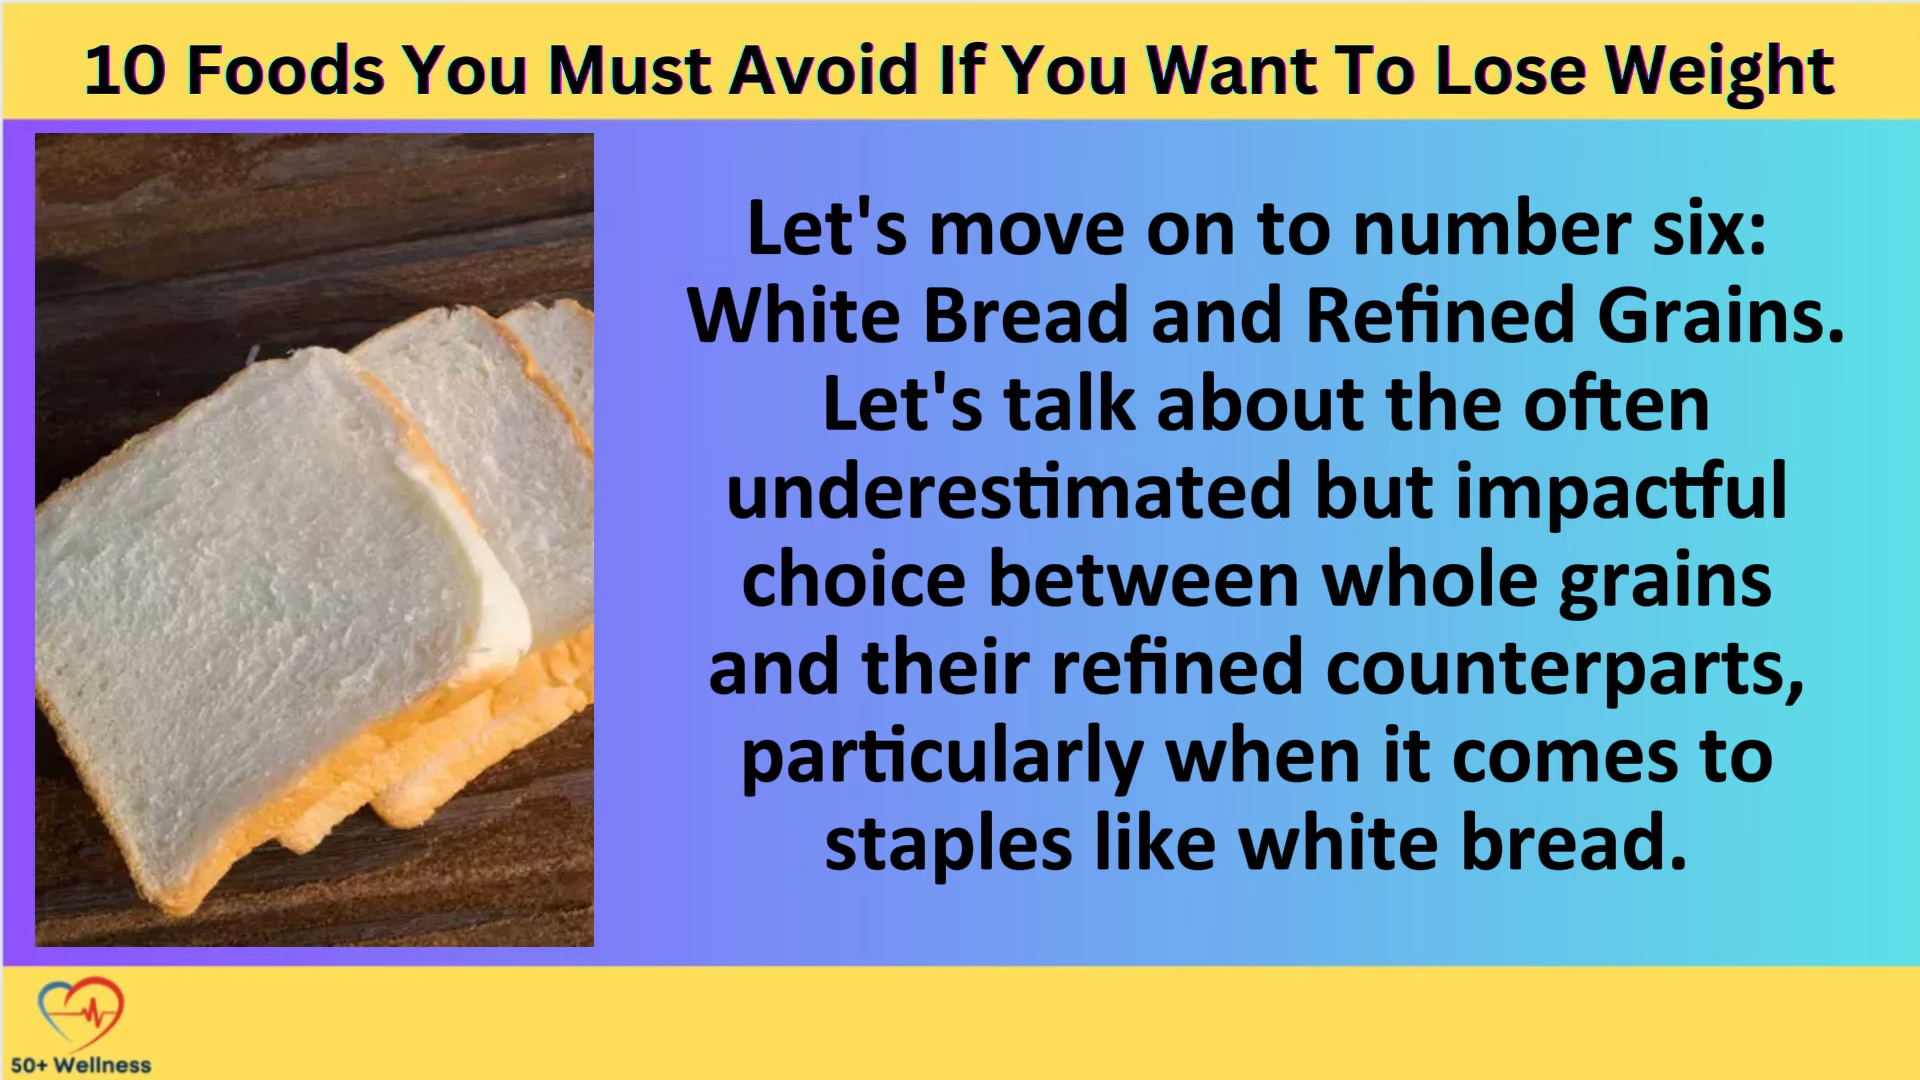 10 Foods You Must Avoid If You Want To Lose Weight
Let's move on to number six:
White Bread and Refined Grains.
Let's talk about the often
underestimated but impactful
choice between whole grains
and their refined counterparts,
particularly when it comes to
staples like white bread.
50+ Wellness